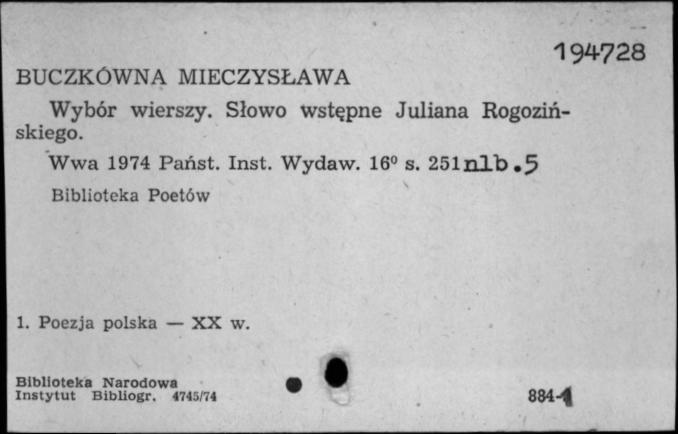 194728
BUCZKÓWNA MIECZYSŁAWA
Wybór wierszy. Słowo wstępne Juliana Rogoziń-
skiego.
Wwa 1974 Państ. Inst. Wydaw. 16⁰ s. 251 nlb. 5
Biblioteka Poetów
1. Poezja polska — XX w.
Biblioteka Narodowa
Instytut Bibliogr. 4745/74
884-1